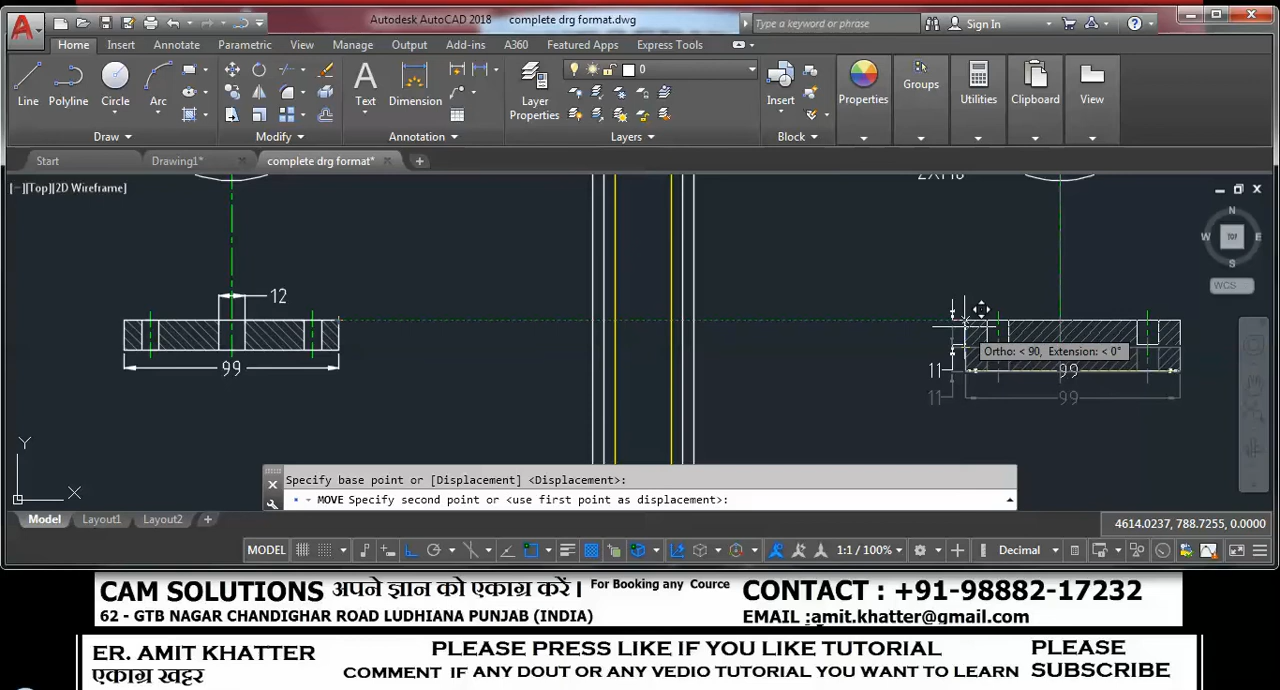 Autodesk AutoCAD 2018 complete drg format.dwg
Type a keyword or phrase
Sign In
Home Insert Annotate Parametric View Manage Output Add-ins A360 Featured Apps Express Tools
Line Polyline Circle Arc
Text Dimension
Layer Properties
0
Insert
Properties Groups Utilities Clipboard View
Draw Modify Annotation Layers Block
Start Drawing1* complete drg format*
[−][Top][2D Wireframe]
N
W TOP E
S
WCS
12
99
Ortho: < 90, Extension: < 0°
11 99
11 99
Y
X
Specify base point or [Displacement] <Displacement>:
MOVE Specify second point or <use first point as displacement>:
Model Layout1 Layout2
4614.0237, 788.7255, 0.0000
MODEL 1:1 / 100% Decimal
CAM SOLUTIONS अपने ज्ञान को एकाग्र करें । For Booking any Cource CONTACT : +91-98882-17232
62 - GTB NAGAR CHANDIGHAR ROAD LUDHIANA PUNJAB (INDIA) EMAIL :amit.khatter@gmail.com
ER. AMIT KHATTER PLEASE PRESS LIKE IF YOU LIKE TUTORIAL PLEASE
एकाग्र खट्टर COMMENT IF ANY DOUT OR ANY VEDIO TUTORIAL YOU WANT TO LEARN SUBSCRIBE